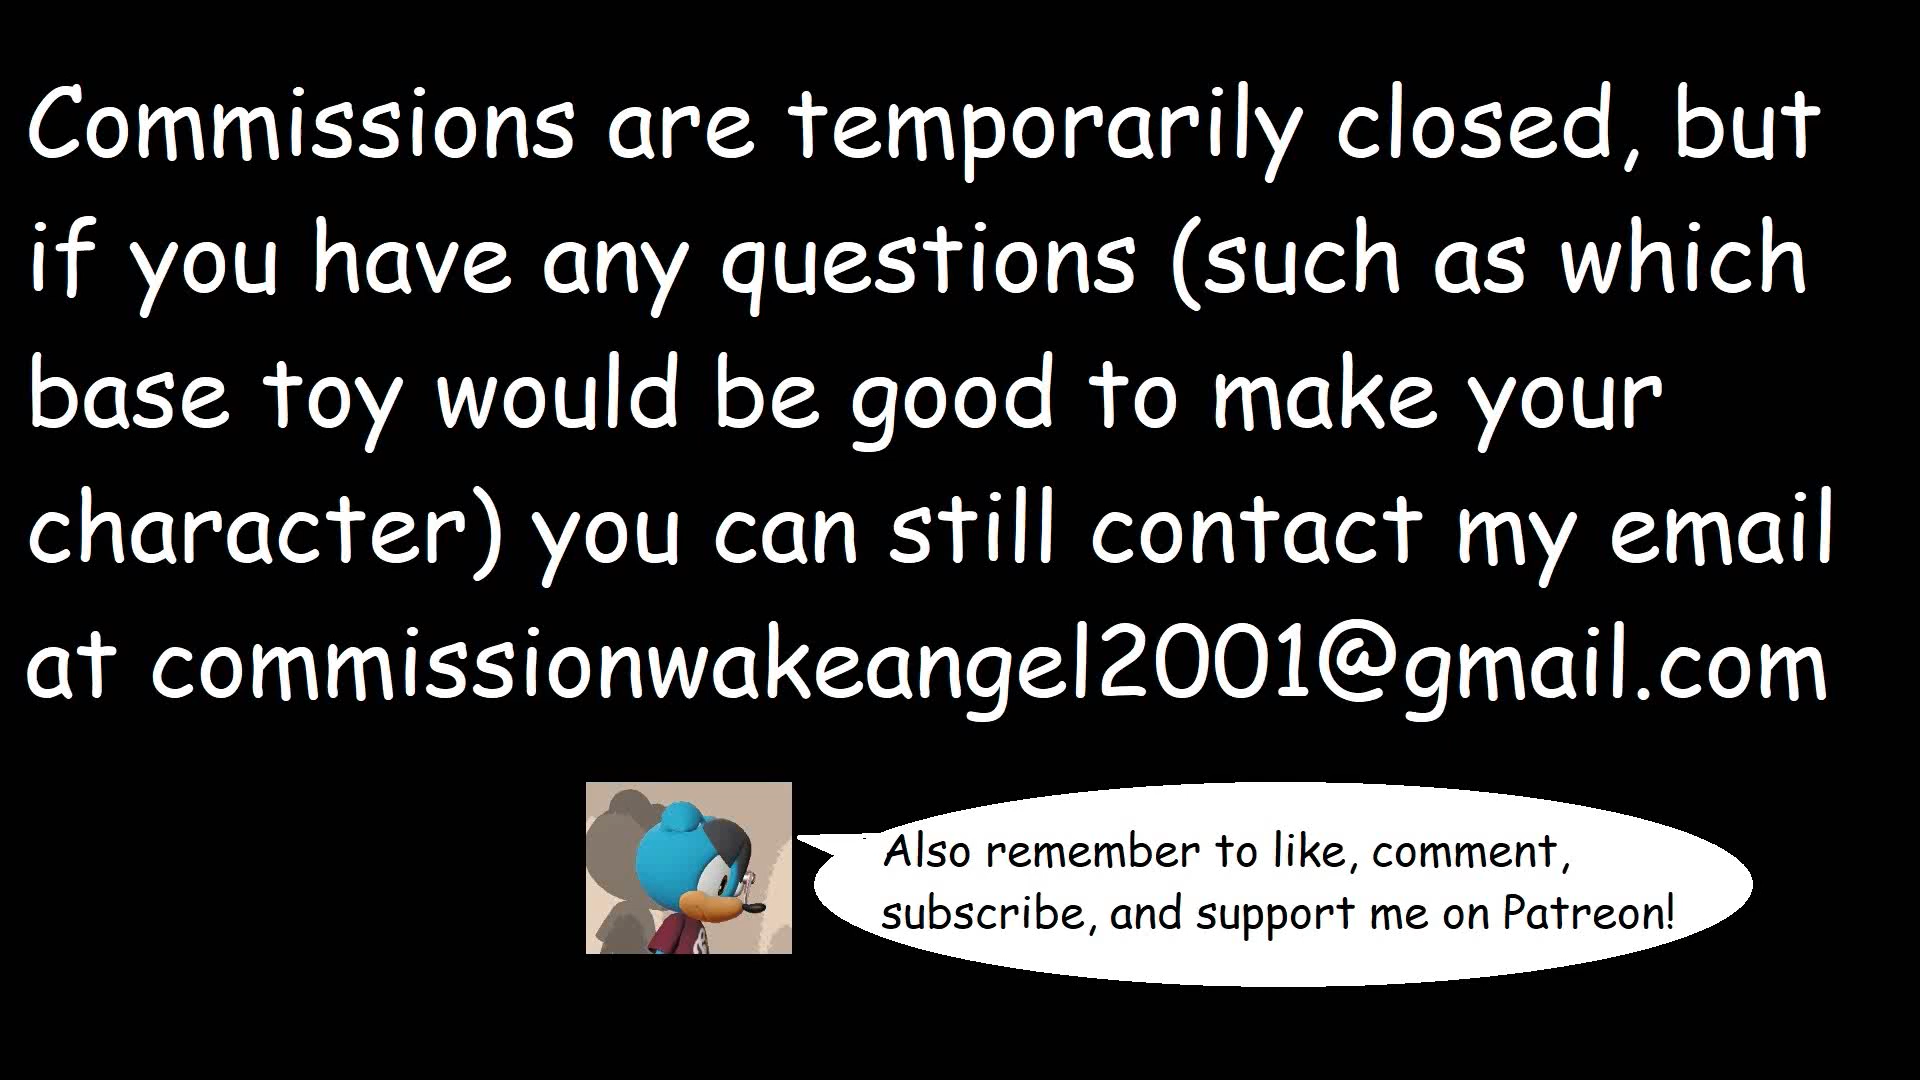 Commissions are temporarily closed, but
if you have any questions (such as which
base toy would be good to make your
character) you can still contact my email
at commissionwakeangel2001@gmail.com
Also remember to like, comment,
subscribe, and support me on Patreon!